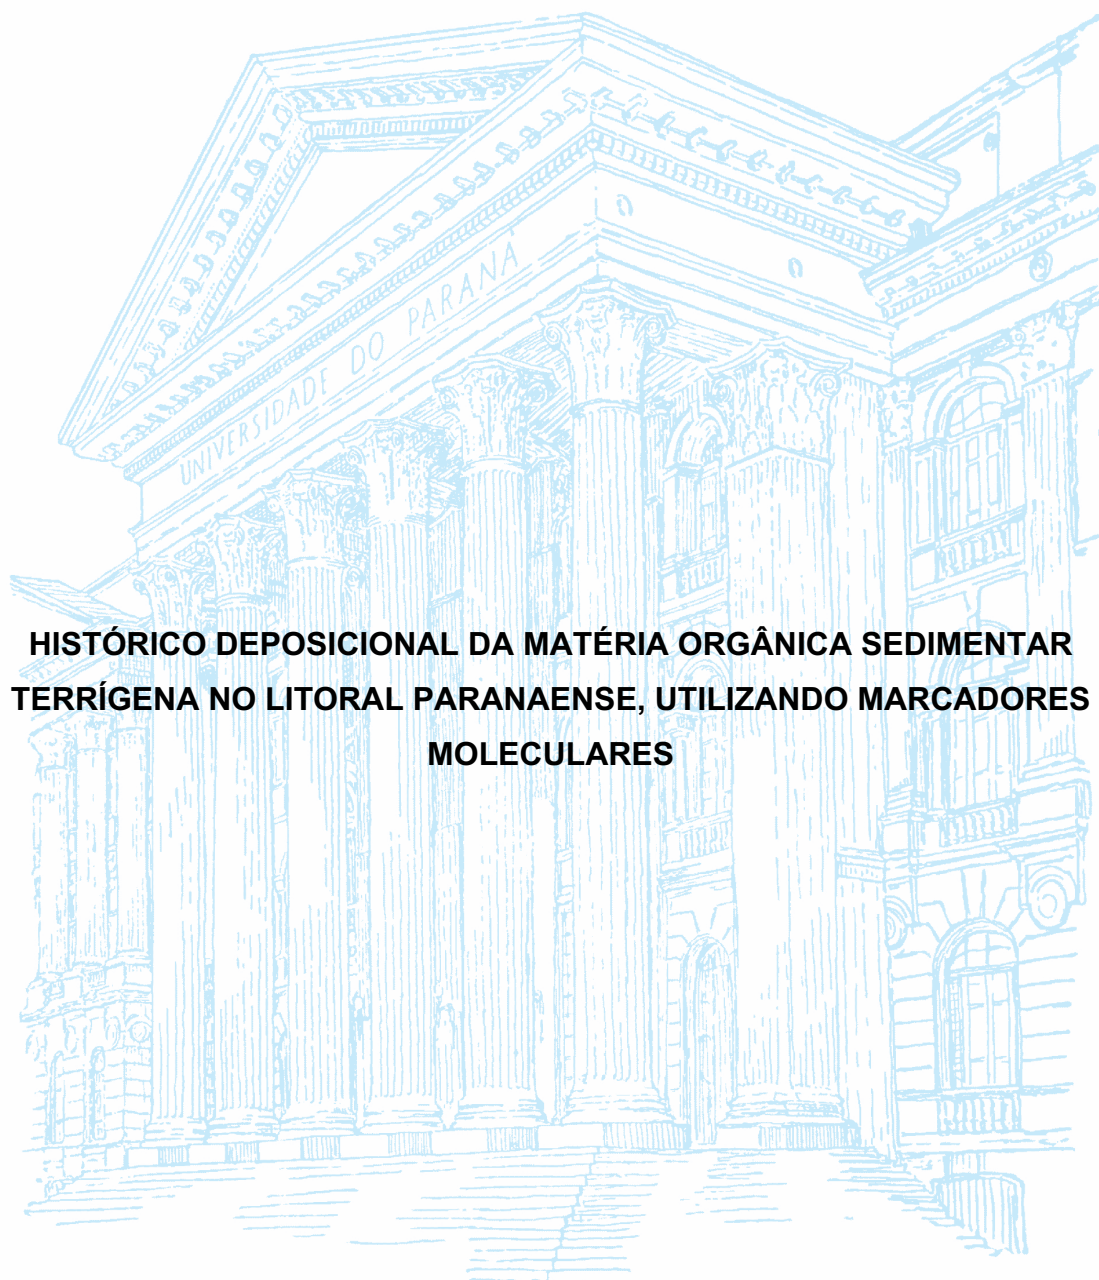 UNIVERSIDADE DO PARANÁ
HISTÓRICO DEPOSICIONAL DA MATÉRIA ORGÂNICA SEDIMENTAR
TERRÍGENA NO LITORAL PARANAENSE, UTILIZANDO MARCADORES
MOLECULARES